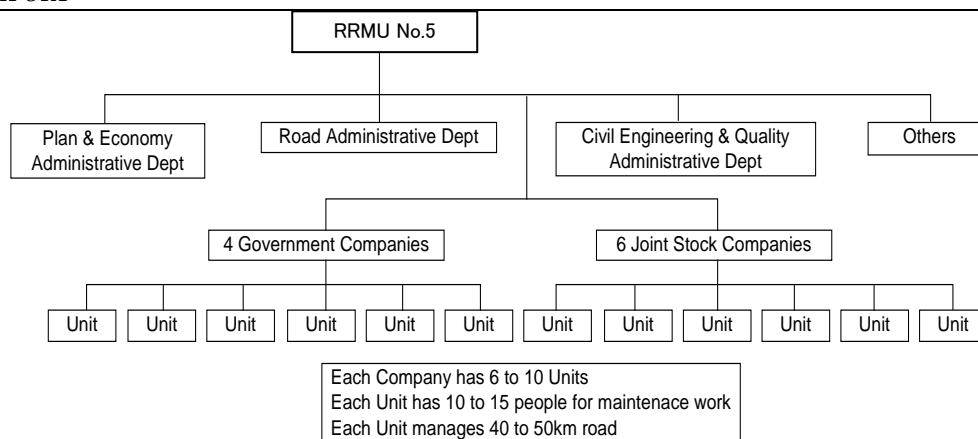 RRMU No.5
Plan & Economy
Administrative Dept
Road Administrative Dept
Civil Engineering & Quality
Administrative Dept
Others
4 Government Companies
6 Joint Stock Companies
Unit
Unit
Unit
Unit
Unit
Unit
Unit
Unit
Unit
Unit
Unit
Unit
Each Company has 6 to 10 Units
Each Unit has 10 to 15 people for maintenace work
Each Unit manages 40 to 50km road